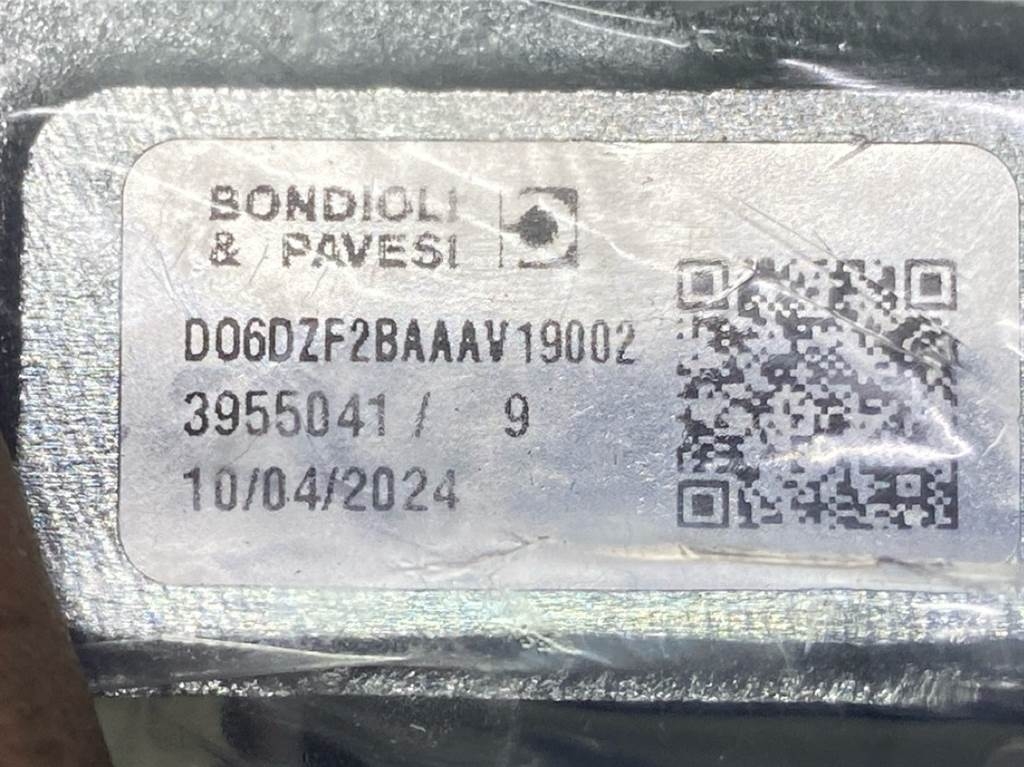 BONDIOLI
& PAVESI
D06DZF2BAAAV19002
3955041 / 9
10/04/2024